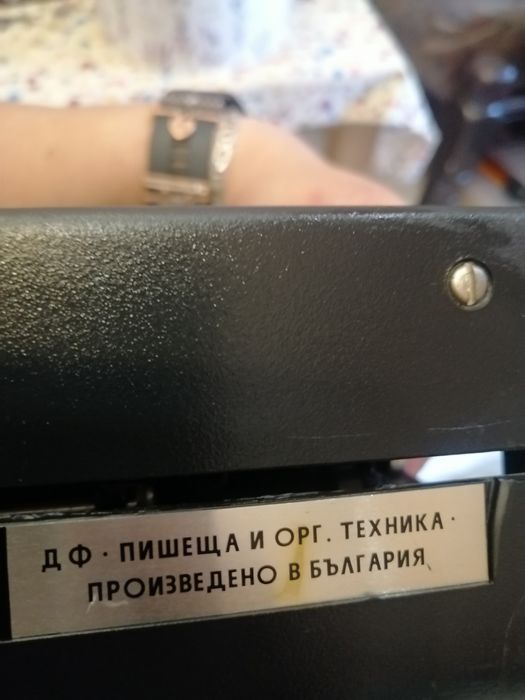 ДФ · ПИШЕЩА И ОРГ. ТЕХНИКА ·
ПРОИЗВЕДЕНО В БЪЛГАРИЯ